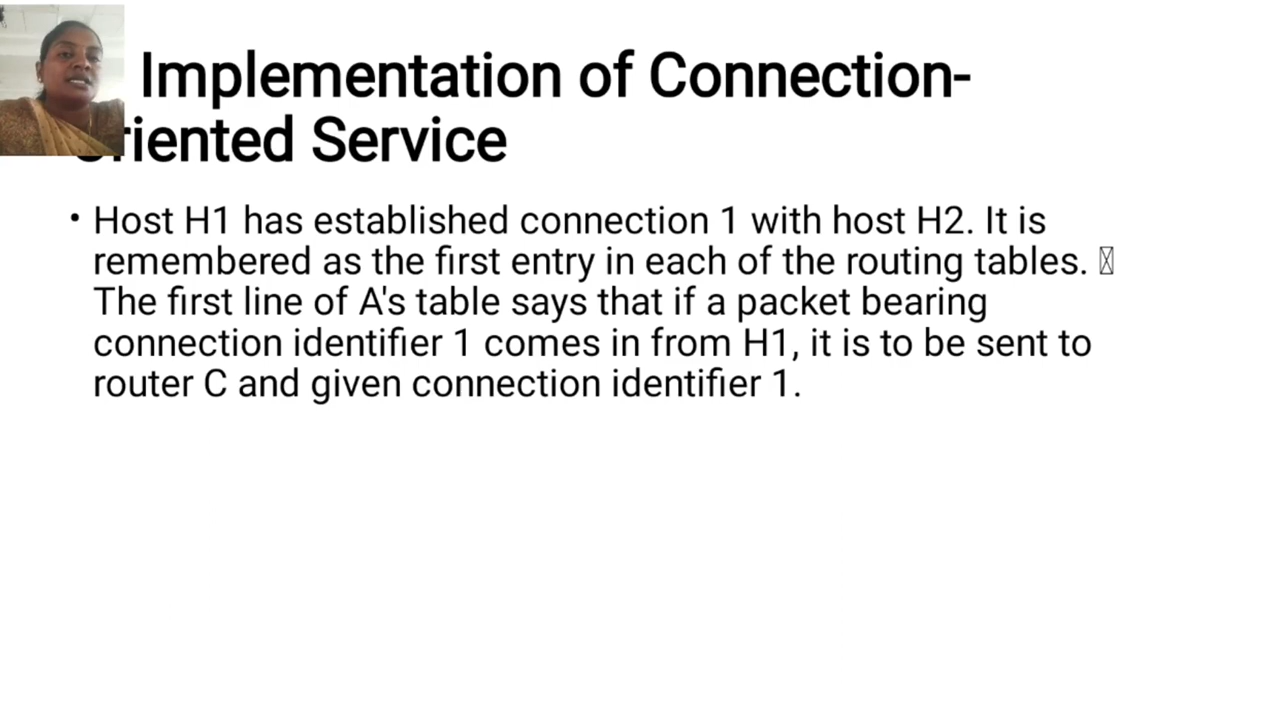 Implementation of Connection-
Oriented Service
• Host H1 has established connection 1 with host H2. It is
remembered as the first entry in each of the routing tables. 
The first line of A's table says that if a packet bearing
connection identifier 1 comes in from H1, it is to be sent to
router C and given connection identifier 1.